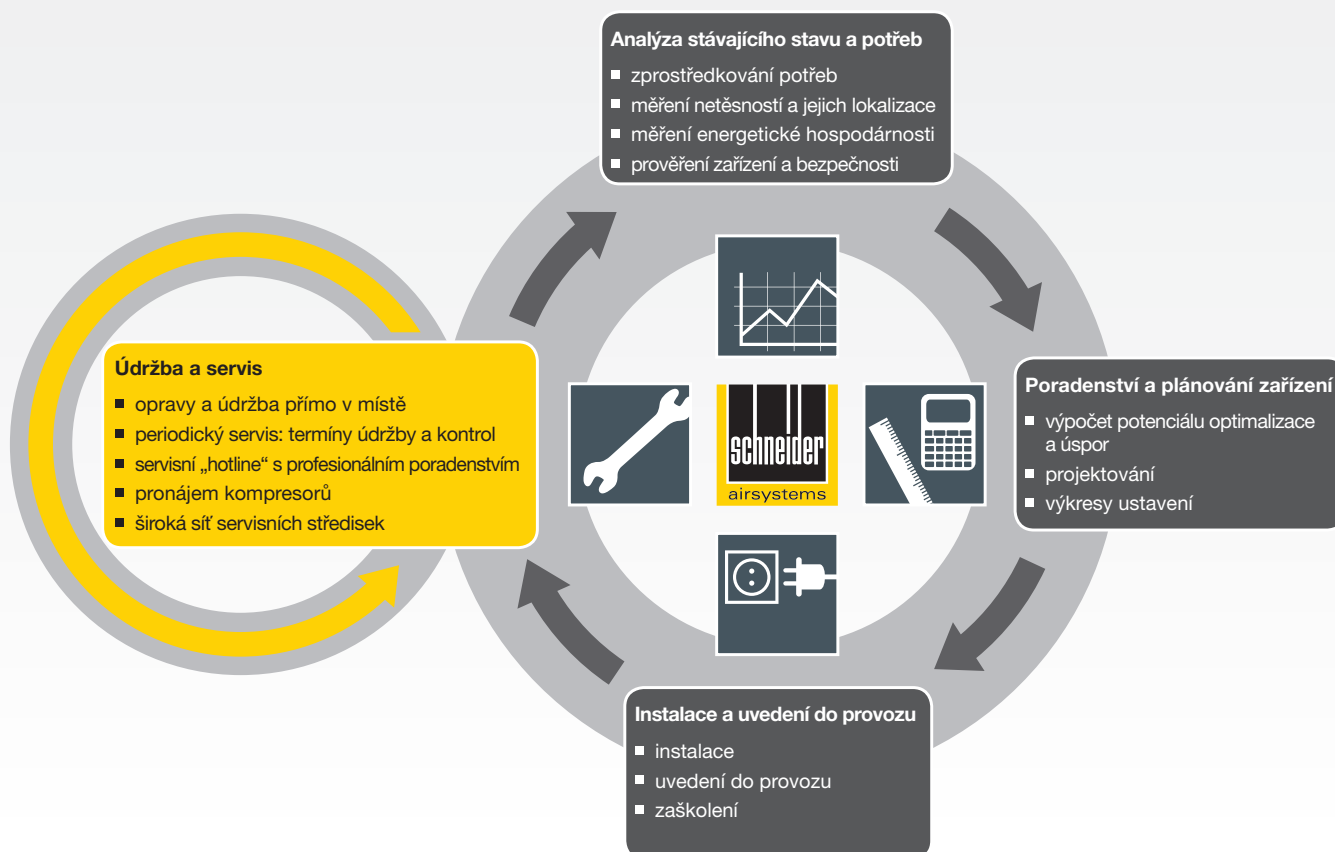 Analýza stávajícího stavu a potřeb
zprostředkování potřeb
měření netěsností a jejich lokalizace
měření energetické hospodárnosti
prověření zařízení a bezpečnosti
Údržba a servis
opravy a údržba přímo v místě
periodický servis: termíny údržby a kontrol
servisní „hotline“ s profesionálním poradenstvím
pronájem kompresorů
široká síť servisních středisek
schneider
airsystems
Poradenství a plánování zařízení
výpočet potenciálu optimalizace
a úspor
projektování
výkresy ustavení
Instalace a uvedení do provozu
instalace
uvedení do provozu
zaškolení